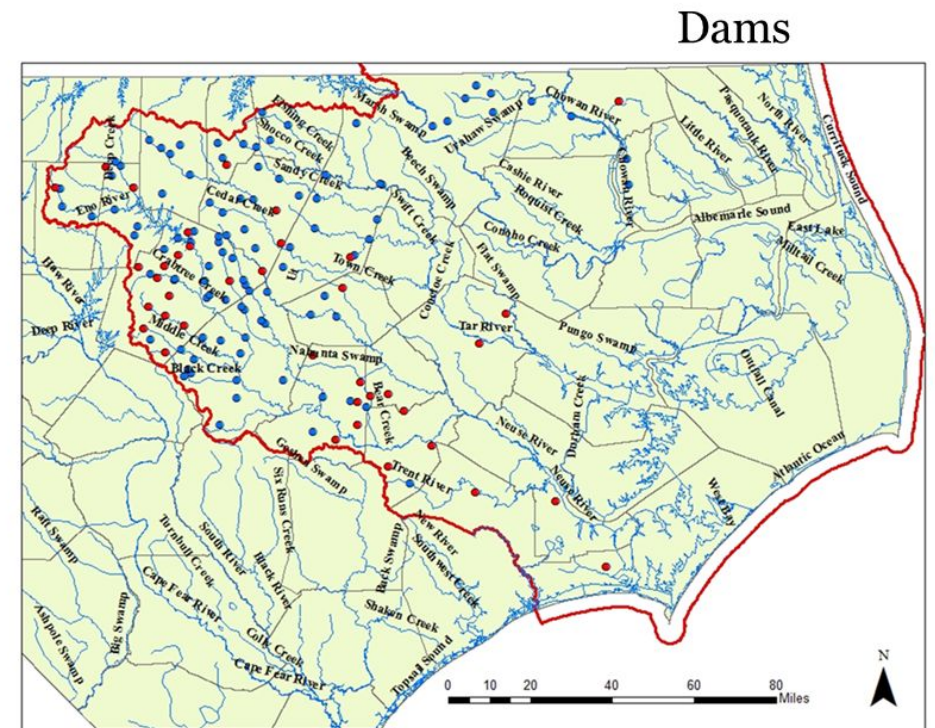 Dams
Fishing Creek
Marsh Swamp
Chowan River
Pasquotank River
North River
Shocco Creek
Urahaw Swamp
Little River
Currituck Sound
Deep Creek
Sandy Creek
Beech Swamp
Cashie River
Chowan River
Eno River
Cedar Creek
Swift Creek
Roquist Creek
Albemarle Sound
Conoho Creek
East Lake
Milltail Creek
Haw River
Crabtree Creek
Town Creek
Conetoe Creek
Flat Swamp
Deep River
Middle Creek
Tar River
Pungo Swamp
Nahunta Swamp
Black Creek
Outfall Canal
Bear Creek
Dorham Creek
Neuse River
Atlantic Ocean
Goshen Swamp
Trent River
Six Runs Creek
Neuse River
West Bay
Raft Swamp
Turnbull Creek
South River
New River
Black River
Back Swamp
Southwest Creek
Cape Fear River
Ashpole Swamp
Big Swamp
Shaken Creek
Colly Creek
Topsail Sound
Cape Fear River
N
0 10 20 40 60 80
Miles